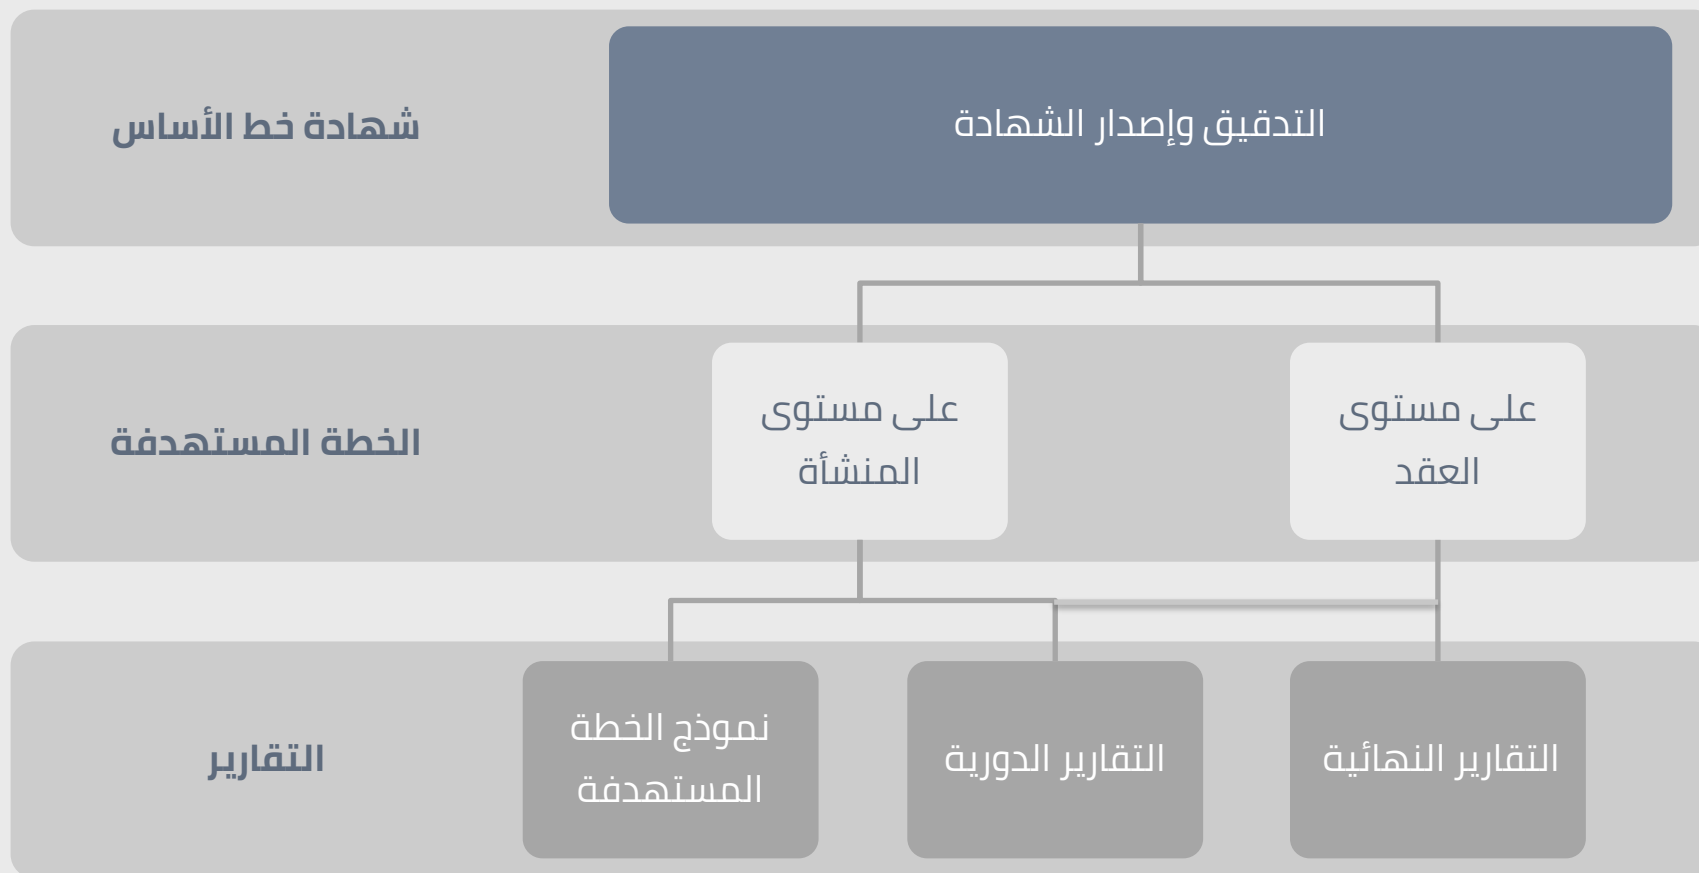 التدقيق وإصدار الشهادة
شهادة خط الأساس
على مستوى
العقد
على مستوى
المنشأة
الخطة المستهدفة
التقارير النهائية
التقارير الدورية
نموذج الخطة
المستهدفة
التقارير